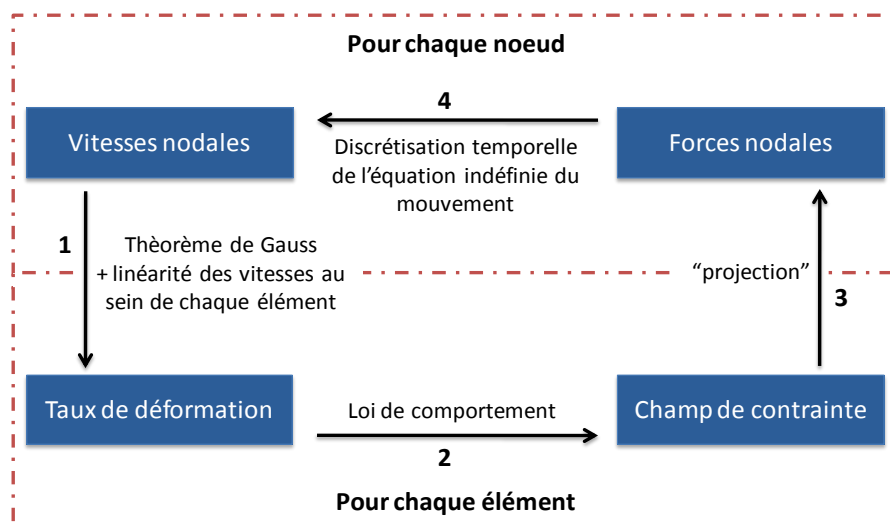 Pour chaque noeud
4
Vitesses nodales
Forces nodales
Discrétisation temporelle
de l'équation indéfinie du
mouvement
1
Thèorème de Gauss
+ linéarité des vitesses au
sein de chaque élément
“projection”
3
Taux de déformation
Loi de comportement
Champ de contrainte
2
Pour chaque élément